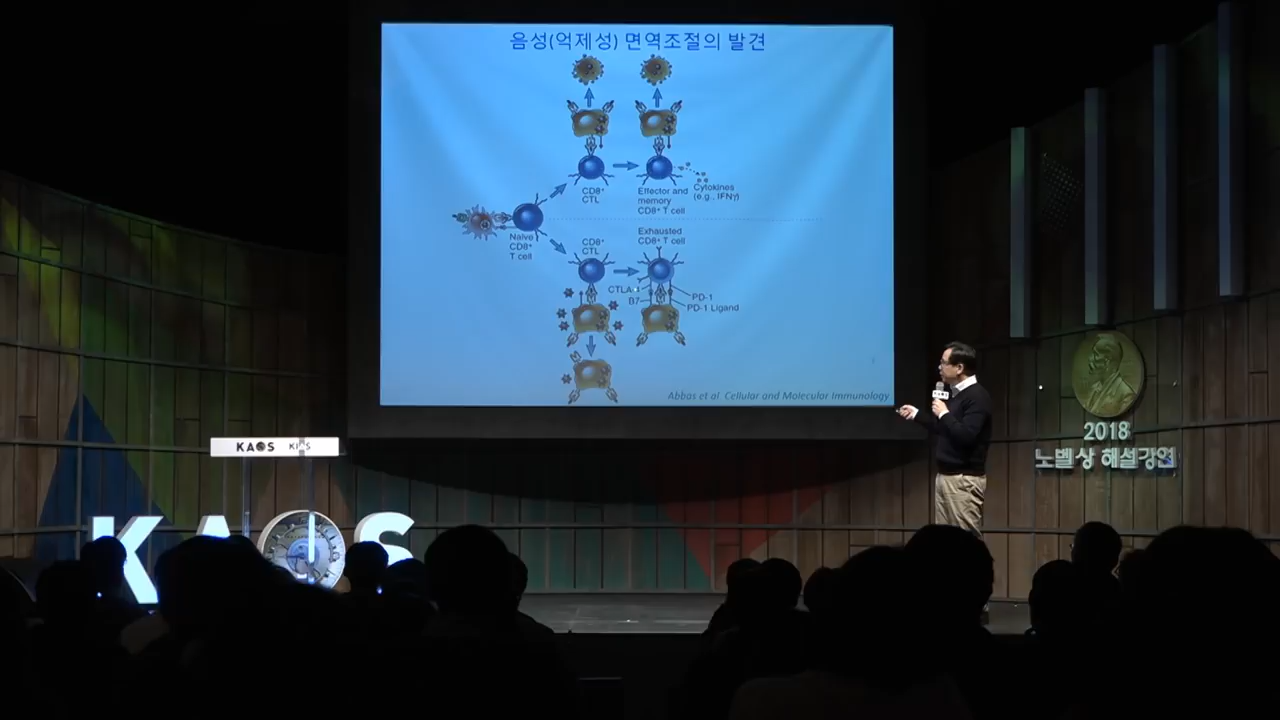 음성(억제성) 면역조절의 발견
CD8+
CTL
Effector and
memory
CD8+ T cell
Cytokines
(e.g., IFNγ)
Naive
CD8+
T cell
CD8+
CTL
Exhausted
CD8+ T cell
CTLA-4
B7
PD-1
PD-1 Ligand
Abbas et al Cellular and Molecular Immunology
KAOS KIAS
KAOS
2018
노벨상 해설강연